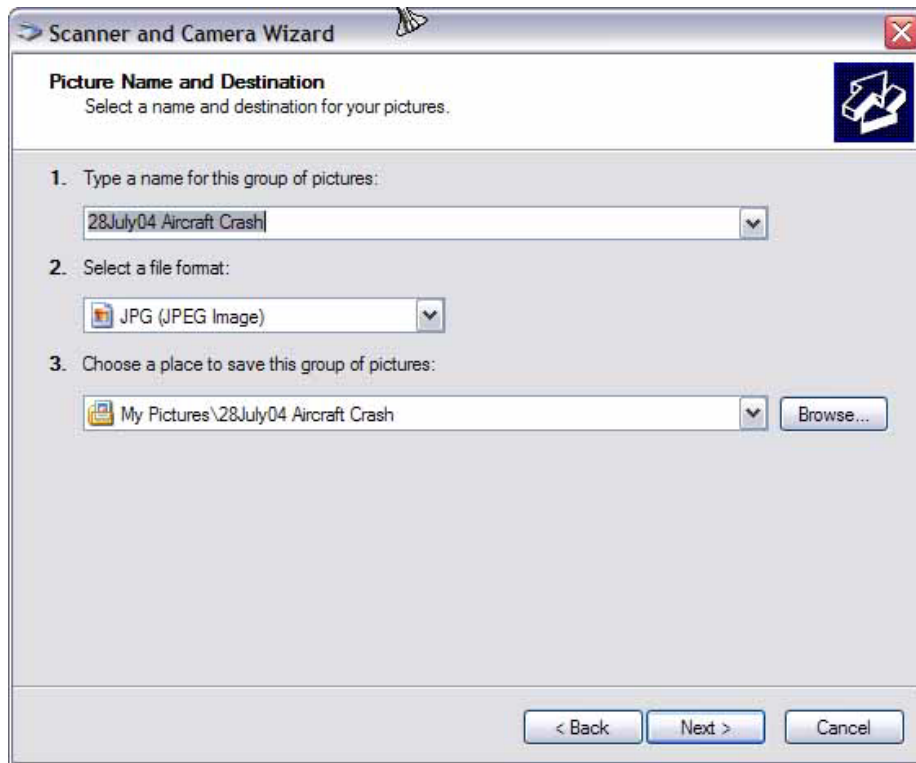 Scanner and Camera Wizard
Picture Name and Destination
Select a name and destination for your pictures.
1. Type a name for this group of pictures:
28July04 Aircraft Crash
2. Select a file format:
JPG (JPEG Image)
3. Choose a place to save this group of pictures:
My Pictures\28July04 Aircraft Crash
Browse...
< Back
Next >
Cancel